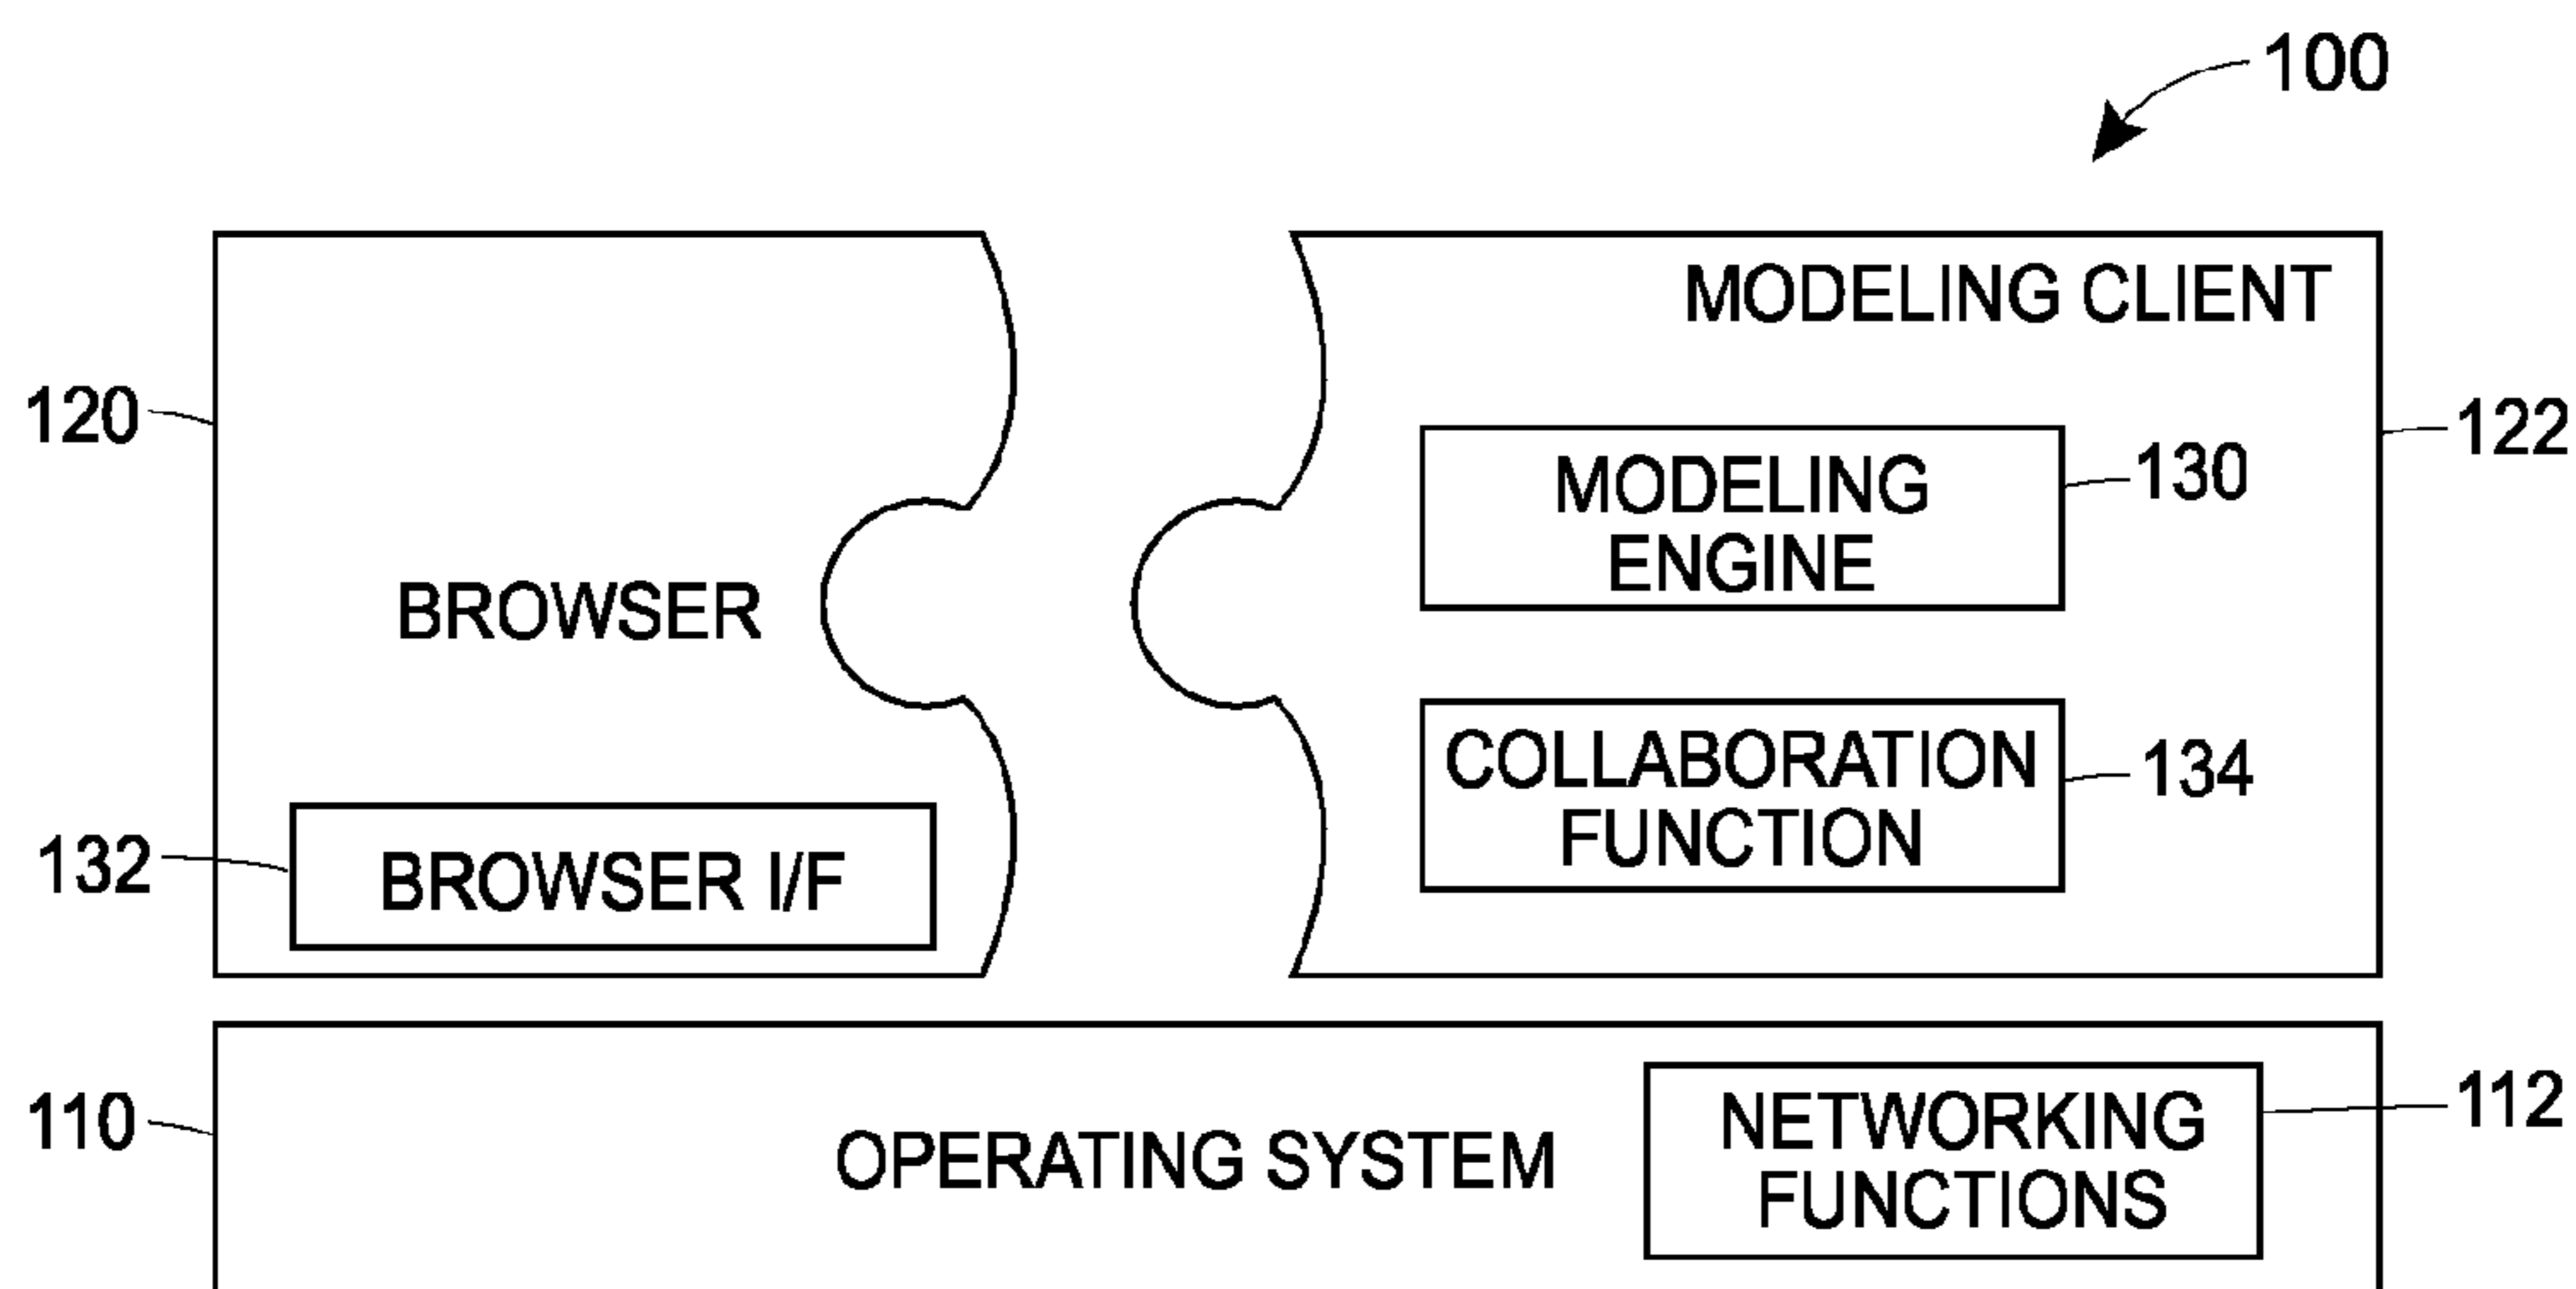 100
MODELING CLIENT
120
122
MODELING
ENGINE
130
BROWSER
COLLABORATION
FUNCTION
134
132
BROWSER I/F
110
OPERATING SYSTEM
NETWORKING
FUNCTIONS
112